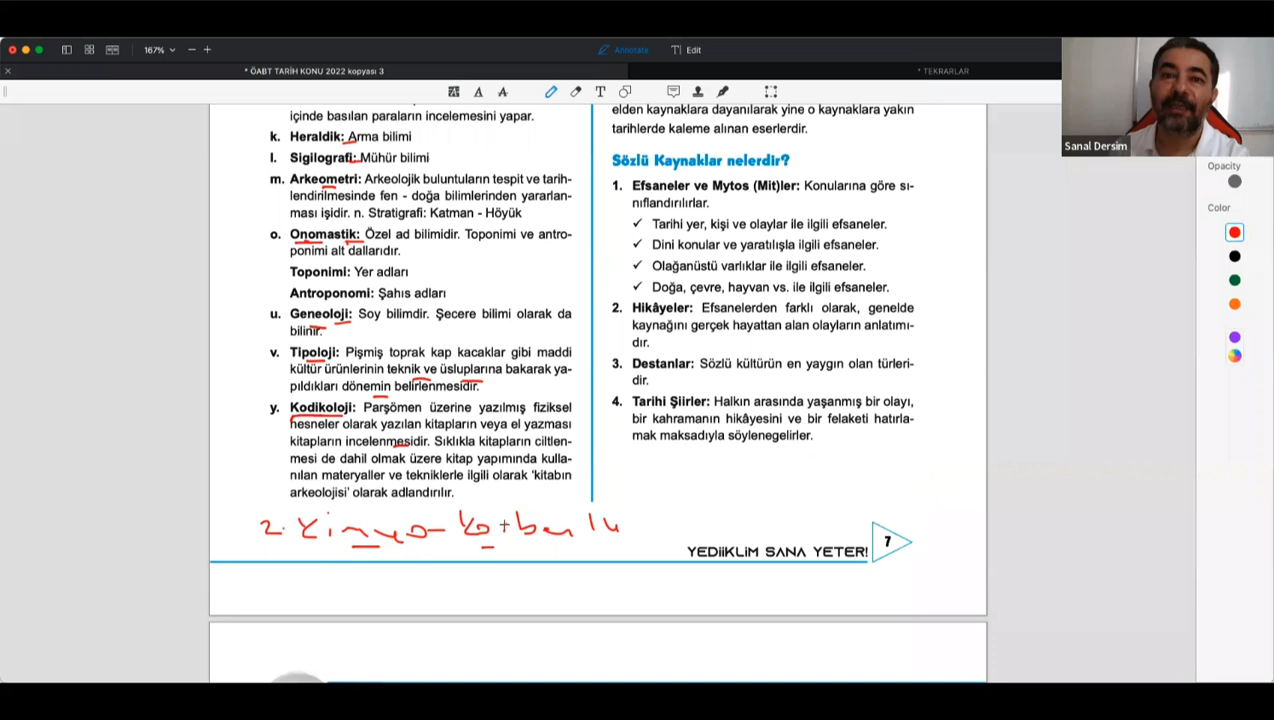 167%
Annotate
Edit
* ÖABT TARİH KONU 2022 kopyası 3
* TEKRARLAR
Sanal Dersim
Opacity
Color
içinde basılan paraların incelemesini yapar.
k. Heraldik: Arma bilimi
l. Sigilografi: Mühür bilimi
m. Arkeometri: Arkeolojik buluntuların tespit ve tarih-
lendirilmesinde fen - doğa bilimlerinden yararlan-
ması işidir. n. Stratigrafi: Katman - Höyük
o. Onomastik: Özel ad bilimidir. Toponimi ve antro-
ponimi alt dallarıdır.
Toponimi: Yer adları
Antroponomi: Şahıs adları
u. Geneoloji: Soy bilimdir. Şecere bilimi olarak da
bilinir.
v. Tipoloji: Pişmiş toprak kap kacaklar gibi maddi
kültür ürünlerinin teknik ve üsluplarına bakarak ya-
pıldıkları dönemin belirlenmesidir.
y. Kodikoloji: Parşömen üzerine yazılmış fiziksel
nesneler olarak yazılan kitapların veya el yazması
kitapların incelenmesidir. Sıklıkla kitapların ciltlen-
mesi de dahil olmak üzere kitap yapımında kulla-
nılan materyaller ve tekniklerle ilgili olarak 'kitabın
arkeolojisi' olarak adlandırılır.
2.
elden kaynaklara dayanılarak yine o kaynaklara yakın
tarihlerde kaleme alınan eserlerdir.
Sözlü Kaynaklar nelerdir?
1. Efsaneler ve Mytos (Mit)ler: Konularına göre sı-
nıflandırılırlar.
✓ Tarihi yer, kişi ve olaylar ile ilgili efsaneler.
✓ Dini konular ve yaratılışla ilgili efsaneler.
✓ Olağanüstü varlıklar ile ilgili efsaneler.
✓ Doğa, çevre, hayvan vs. ile ilgili efsaneler.
2. Hikâyeler: Efsanelerden farklı olarak, genelde
kaynağını gerçek hayattan alan olayların anlatımı-
dır.
3. Destanlar: Sözlü kültürün en yaygın olan türleri-
dir.
4. Tarihi Şiirler: Halkın arasında yaşanmış bir olayı,
bir kahramanın hikâyesini ve bir felaketi hatırla-
mak maksadıyla söylenegelirler.
YEDİİKLİM SANA YETER!
7